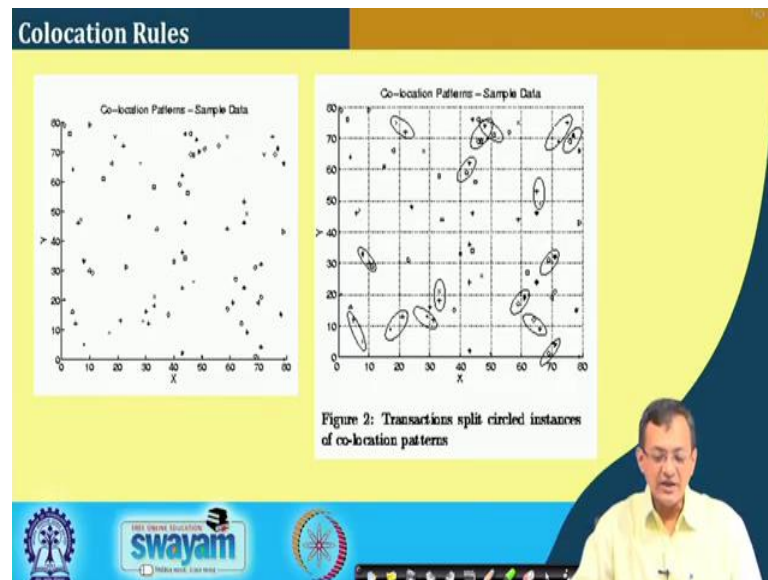 Colocation Rules
Co-location Patterns – Sample Data
80
70
60
50
40
30
20
10
0
Y
0 10 20 30 40 50 60 70 80
X
Co-location Patterns – Sample Data
80
70
60
50
40
30
20
10
0
Y
0 10 20 30 40 50 60 70 80
X
Figure 2: Transactions split circled instances
of co-location patterns
FREE ONLINE EDUCATION
swayam